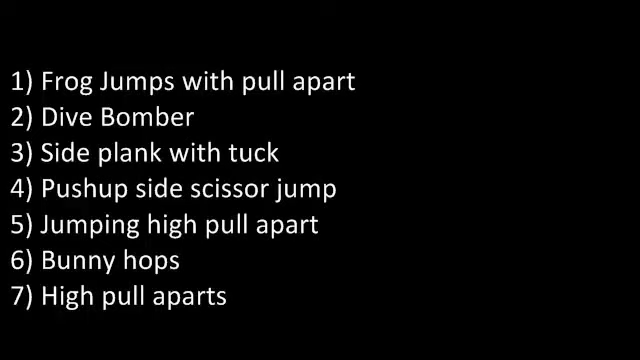 1) Frog Jumps with pull apart
2) Dive Bomber
3) Side plank with tuck
4) Pushup side scissor jump
5) Jumping high pull apart
6) Bunny hops
7) High pull aparts